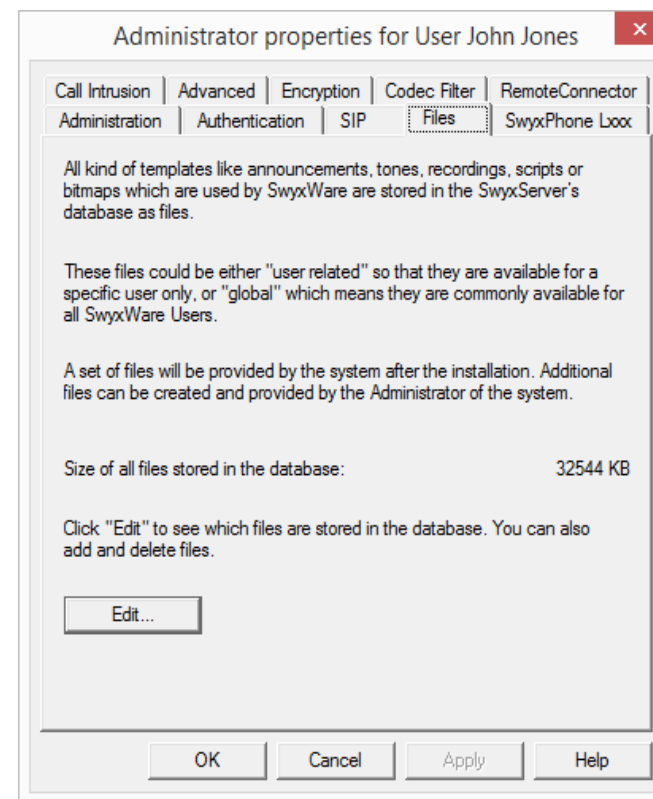 Administrator properties for User John Jones
Call Intrusion Advanced Encryption Codec Filter RemoteConnector
Administration Authentication SIP Files SwyxPhone Lxxx
All kind of templates like announcements, tones, recordings, scripts or
bitmaps which are used by SwyxWare are stored in the SwyxServer's
database as files.
These files could be either "user related" so that they are available for a
specific user only, or "global" which means they are commonly available for
all SwyxWare Users.
A set of files will be provided by the system after the installation. Additional
files can be created and provided by the Administrator of the system.
Size of all files stored in the database: 32544 KB
Click "Edit" to see which files are stored in the database. You can also
add and delete files.
Edit...
OK Cancel Apply Help